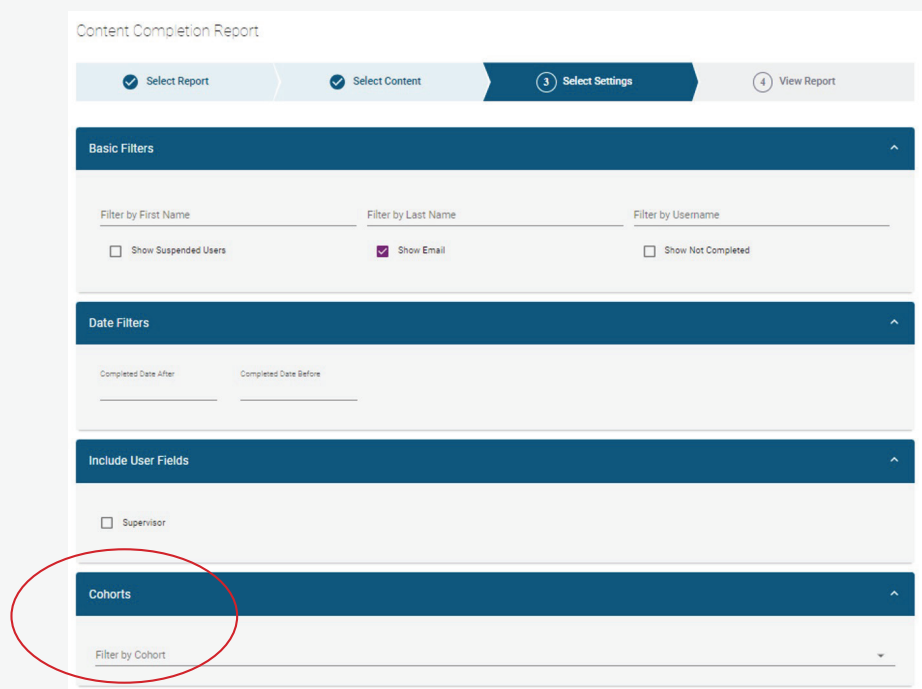 Content Completion Report
Select Report
Select Content
3 Select Settings
4 View Report
Basic Filters
Filter by First Name
Filter by Last Name
Filter by Username
Show Suspended Users
Show Email
Show Not Completed
Date Filters
Completed Date After
Completed Date Before
Include User Fields
Supervisor
Cohorts
Filter by Cohort